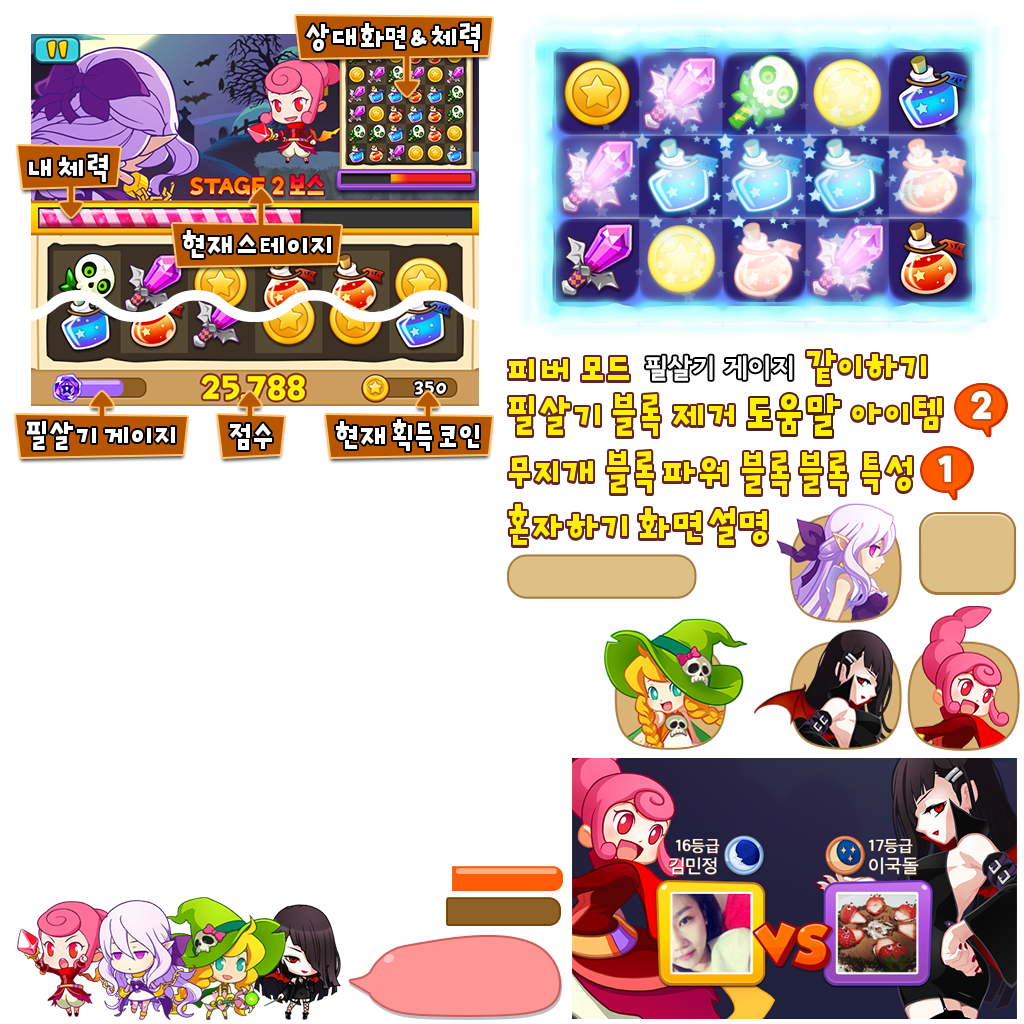 상대화면&체력
내 체력
STAGE 2 보스
현재스테이지
25,788
350
필살기 게이지
점수
현재 획득 코인
피버 모드 필살기 게이지 같이하기
필살기 블록 제거 도움말 아이템 2
무지개 블록파워 블록블록 특성 1
혼자하기 화면설명
16등급
김민정
17등급
이국돌
VS